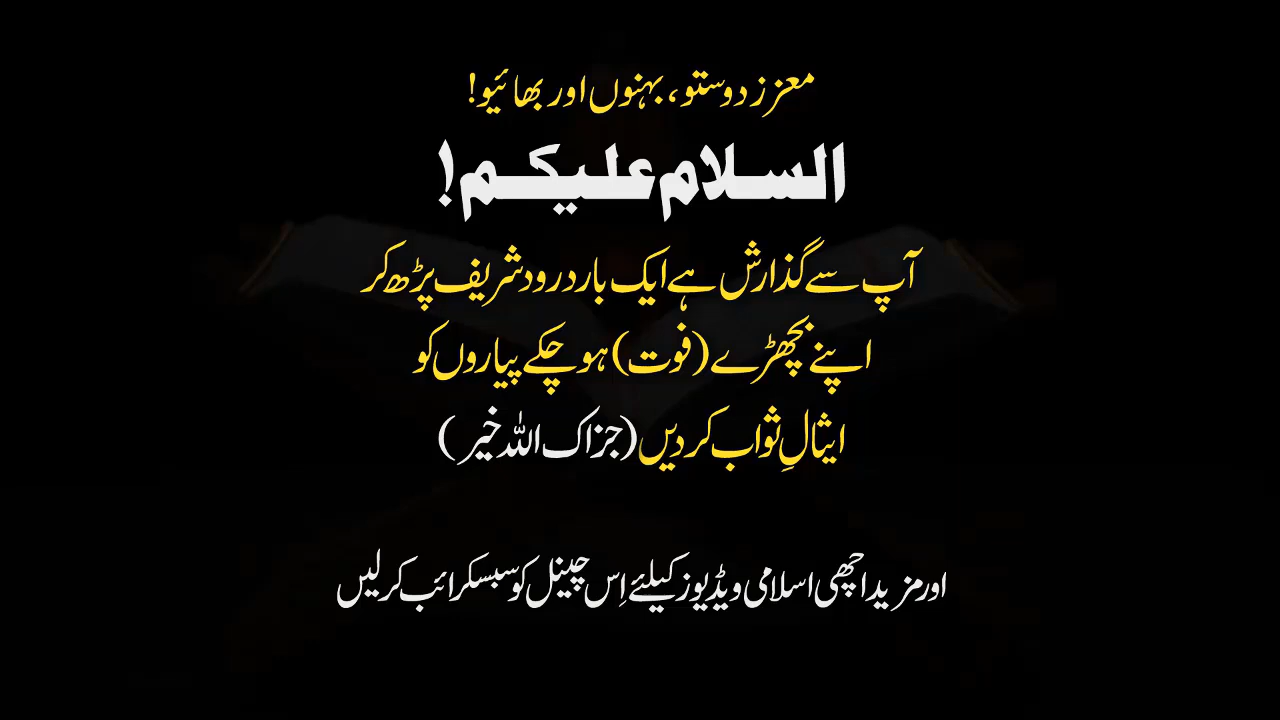 معزز دوستو، بہنوں اور بھائیو!
السلام علیکم!
آپ سے گذارش ہے ایک بار درود شریف پڑھ کر
اپنے بچھڑے (فوت) ہو چکے پیاروں کو
ایثالِ ثواب کر دیں (جزاک اللہ خیر)
اور مزید اچھی اسلامی ویڈیوز کیلئے اِس چینل کو سبسکرائب کر لیں